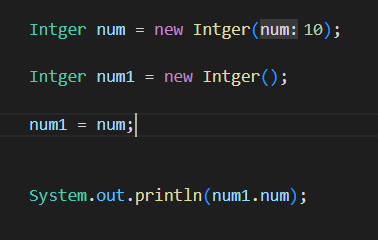 Intger num = new Intger(num: 10);
Intger num1 = new Intger();
num1 = num;
System.out.println(num1.num);